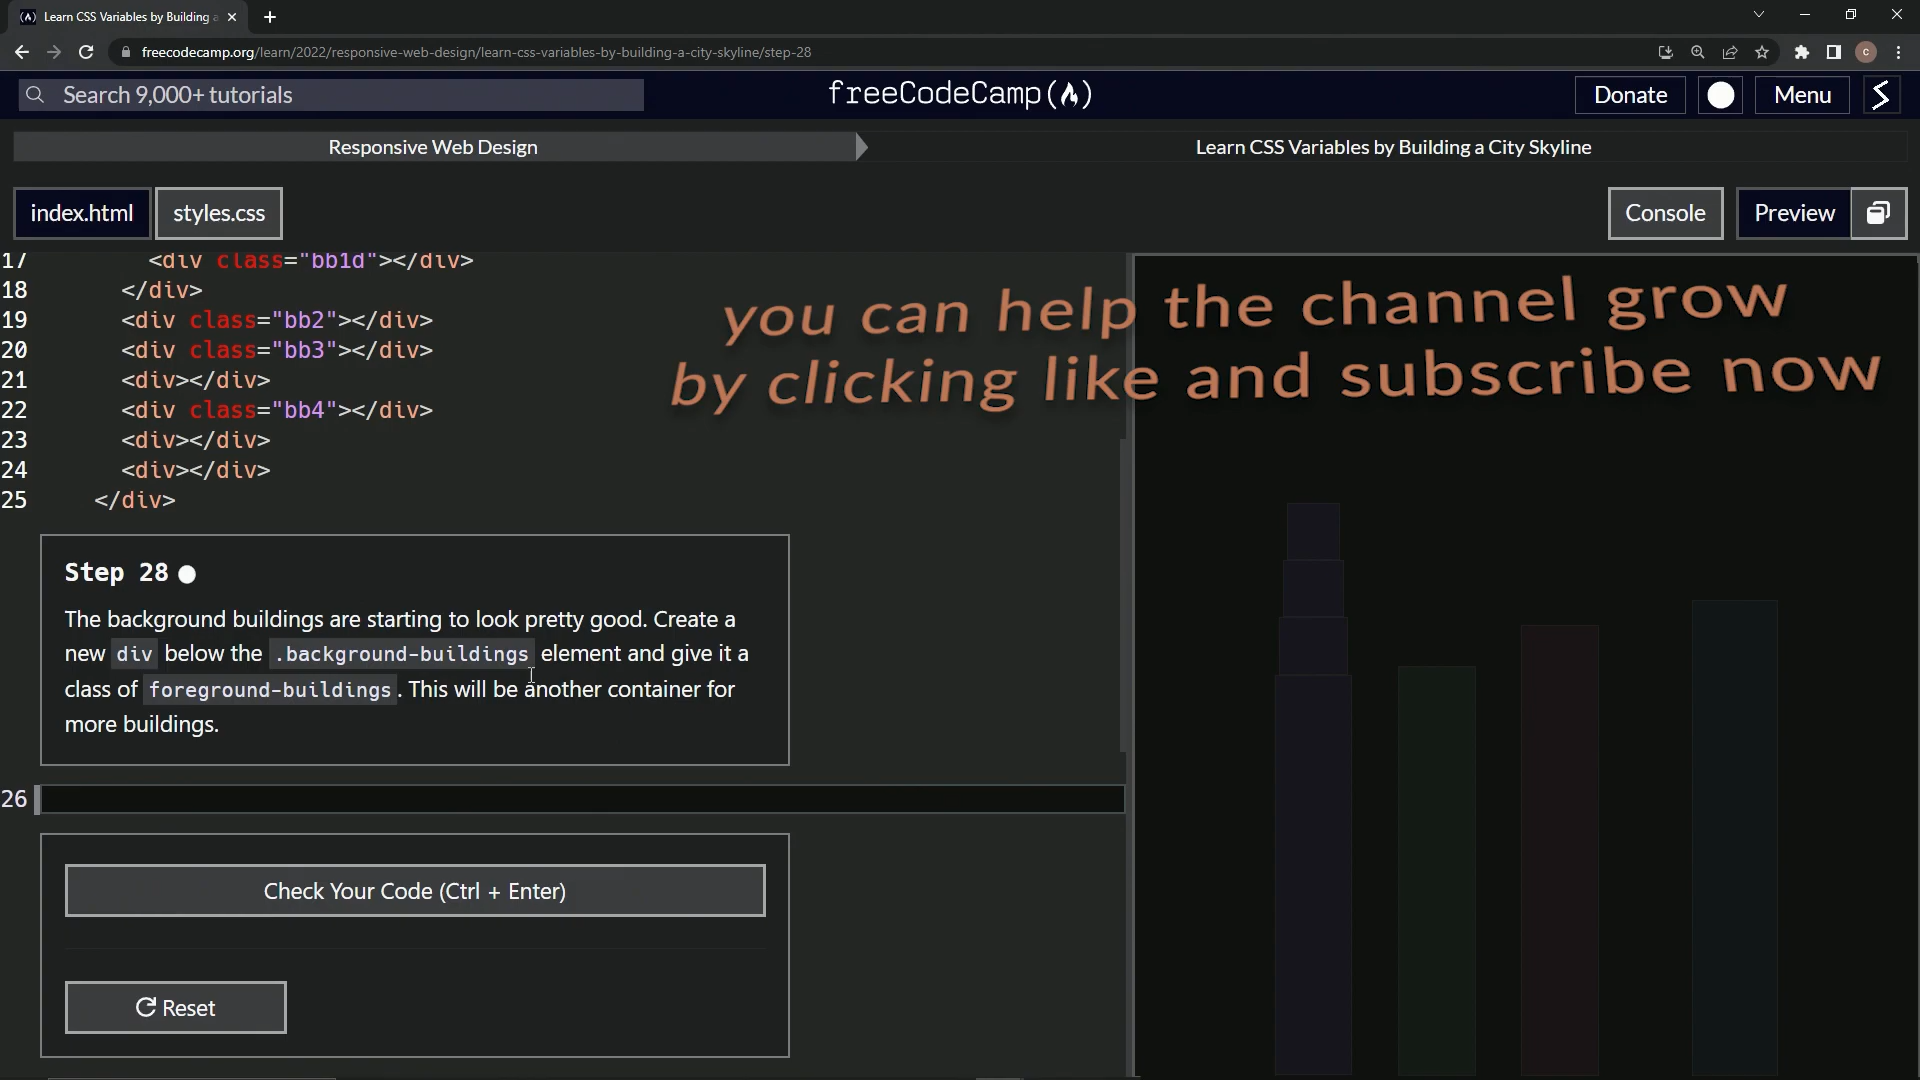 Learn CSS Variables by Building a
freecodecamp.org/learn/2022/responsive-web-design/learn-css-variables-by-building-a-city-skyline/step-28
C
Search 9,000+ tutorials
freeCodeCamp
Donate
Menu
Responsive Web Design
Learn CSS Variables by Building a City Skyline
index.html
styles.css
Console
Preview
17 <div class="bb1d"></div>
18 </div>
19 <div class="bb2"></div>
20 <div class="bb3"></div>
21 <div></div>
22 <div class="bb4"></div>
23 <div></div>
24 <div></div>
25 </div>
you can help the channel grow
by clicking like and subscribe now
Step 28
The background buildings are starting to look pretty good. Create a
new div below the .background-buildings element and give it a
class of foreground-buildings. This will be another container for
more buildings.
26
Check Your Code (Ctrl + Enter)
Reset